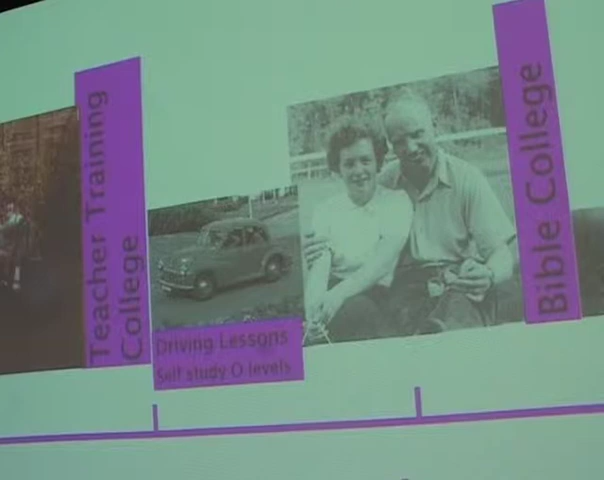 Teacher Training
College
Driving Lessons
Self study O levels
Bible College